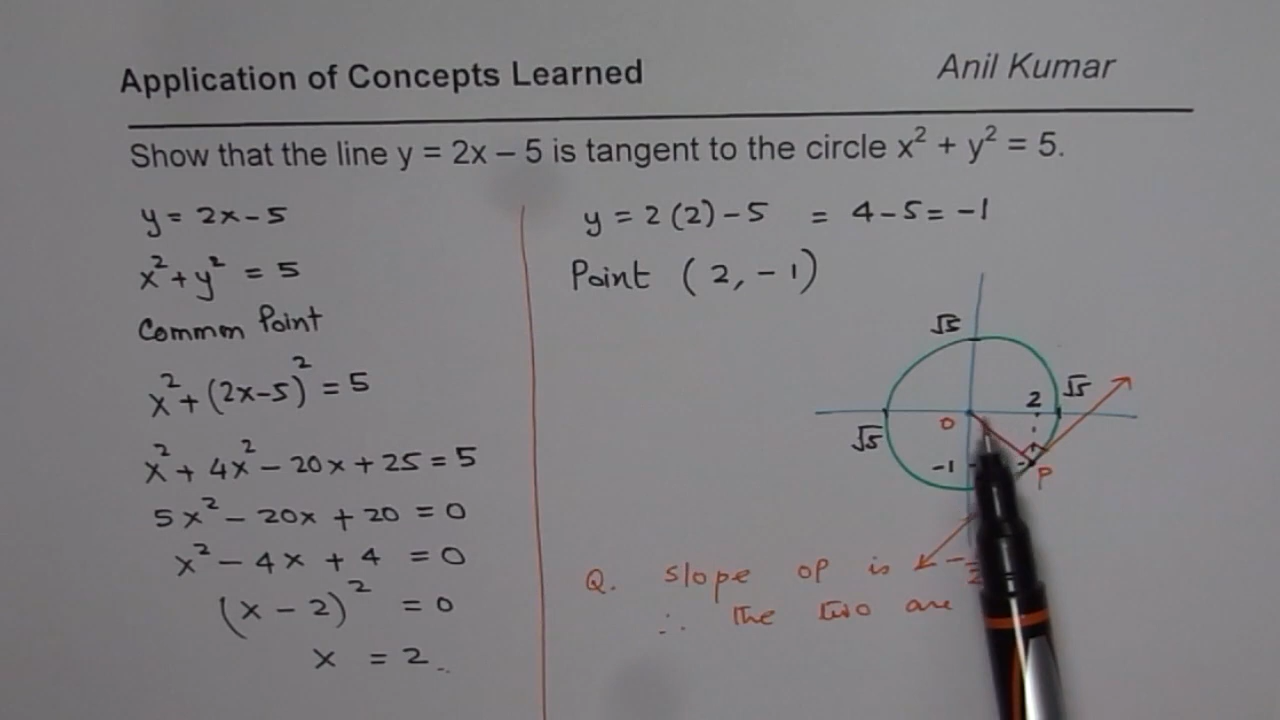 Application of Concepts Learned
Anil Kumar
Show that the line y = 2x – 5 is tangent to the circle x² + y² = 5.
y = 2x-5
x² + y² = 5
Common Point
x² + (2x-5)² = 5
x² + 4x² - 20x + 25 = 5
5x² - 20x + 20 = 0
x² - 4x + 4 = 0
(x - 2)² = 0
x = 2
y = 2(2) - 5 = 4 - 5 = -1
Point (2, -1)
√5
2
√5
O
√5
-1
P
Q. Slope OP is
∴ The two are